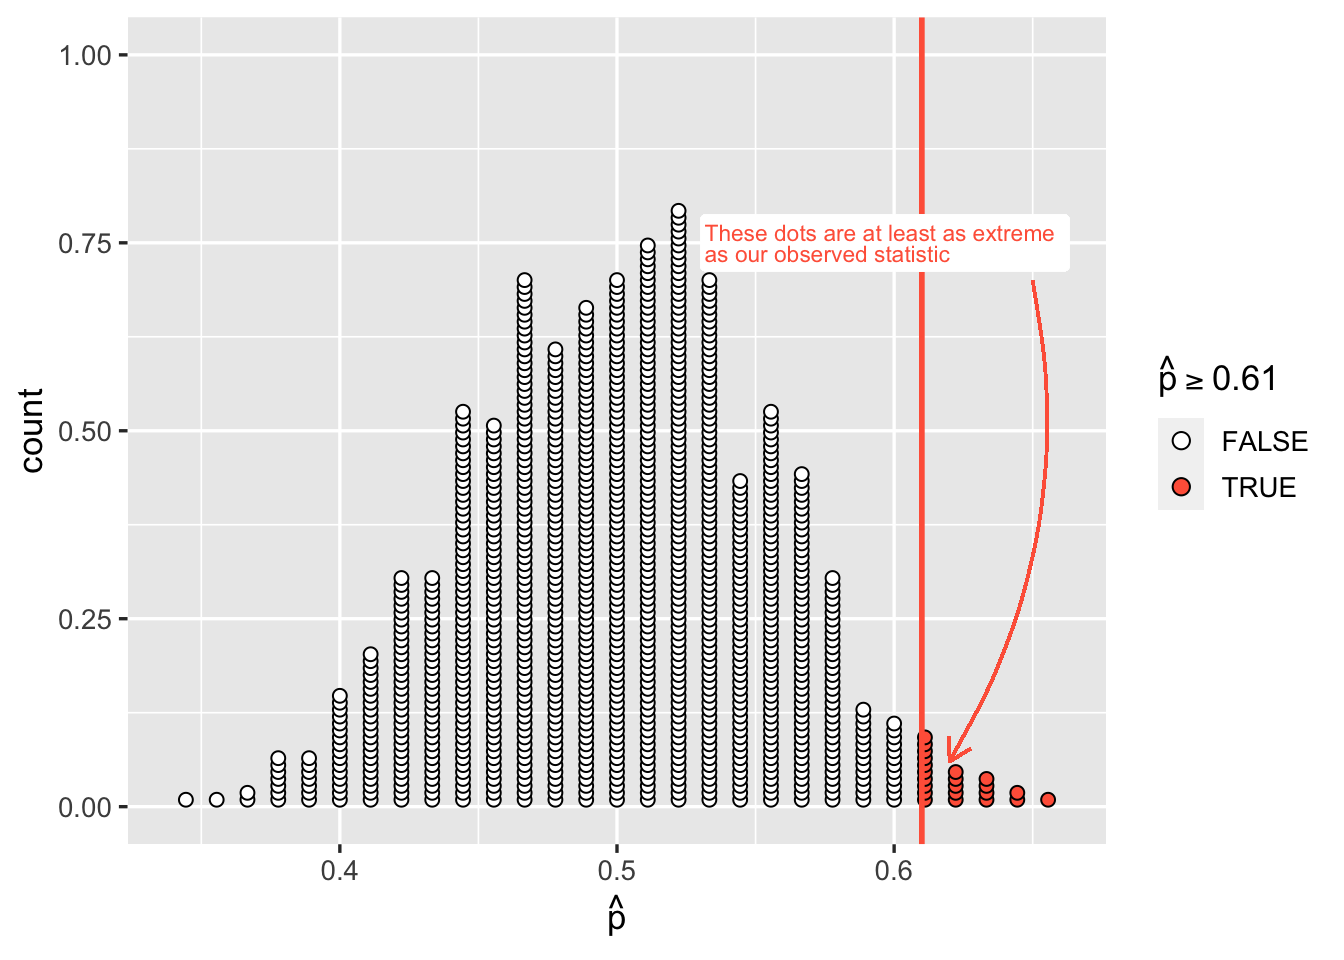 1.00
0.75
0.50
0.25
0.00
count
These dots are at least as extreme
as our observed statistic
0.4 0.5 0.6
p̂
p̂ ≥ 0.61
FALSE
TRUE